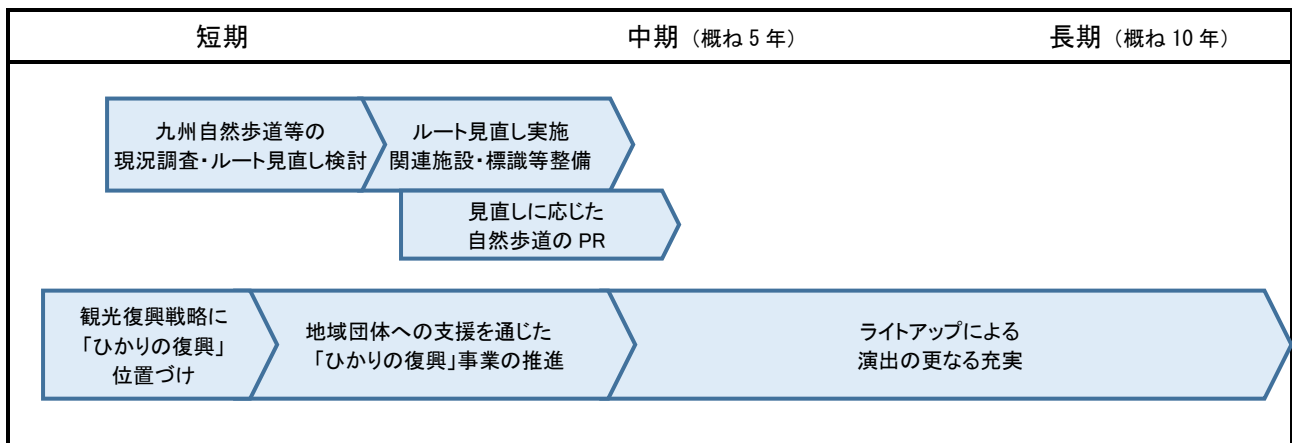 短期
中期（概ね 5 年）
長期（概ね 10 年）
九州自然歩道等の
現況調査・ルート見直し検討
ルート見直し実施
関連施設・標識等整備
見直しに応じた
自然歩道の PR
観光復興戦略に
「ひかりの復興」
位置づけ
地域団体への支援を通じた
「ひかりの復興」事業の推進
ライトアップによる
演出の更なる充実